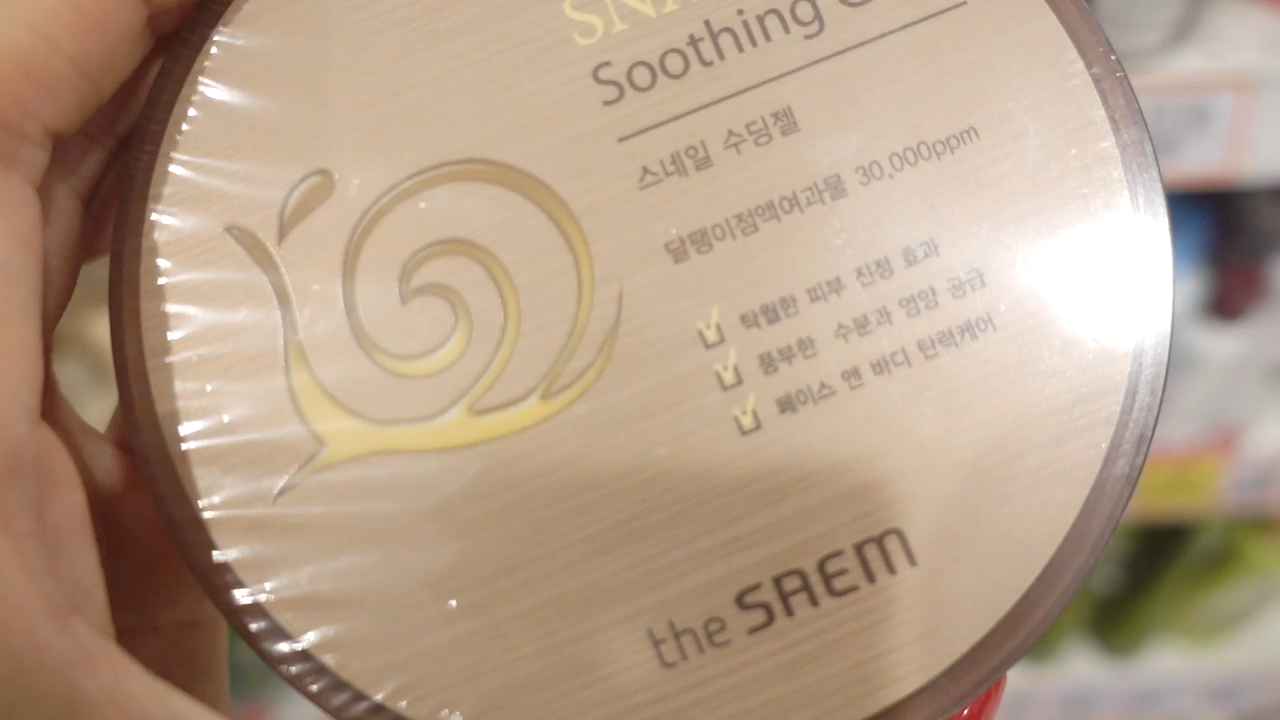 Soothing
스네일 수딩젤
달팽이점액여과물 30,000ppm
탁월한 피부 진정 효과
풍부한 수분과 영양 공급
페이스 앤 바디 탄력케어
the SAEM